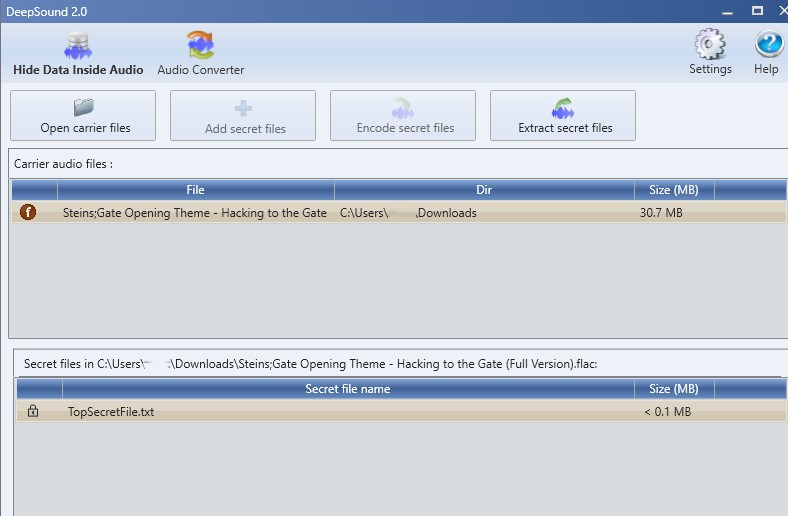 DeepSound 2.0
Hide Data Inside Audio Audio Converter Settings Help
Open carrier files Add secret files Encode secret files Extract secret files
Carrier audio files :
File Dir Size (MB)
f Steins;Gate Opening Theme - Hacking to the Gate C:\Users\ \Downloads 30.7 MB
Secret files in C:\Users\ \Downloads\Steins;Gate Opening Theme - Hacking to the Gate (Full Version).flac:
Secret file name Size (MB)
TopSecretFile.txt < 0.1 MB